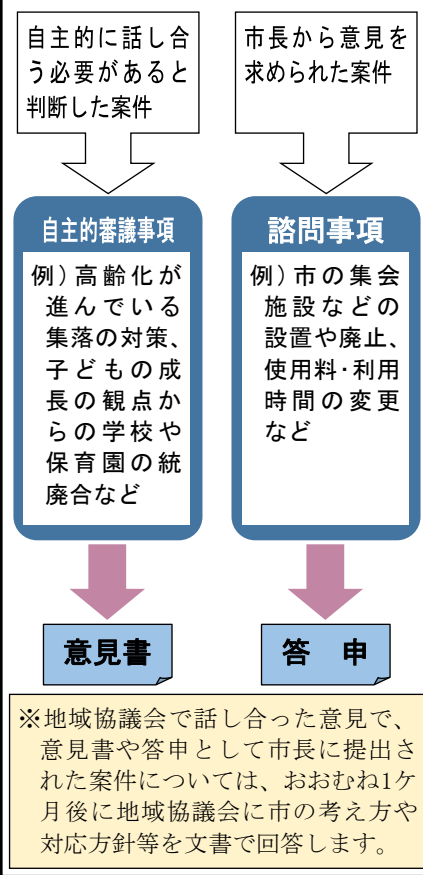 自主的に話し合
う必要があると
判断した案件
市長から意見を
求められた案件
自主的審議事項
例）高齢化が
進んでいる
集落の対策、
子どもの成
長の観点か
らの学校や
保育園の統
廃合など
諮問事項
例）市の集会
施設などの
設置や廃止、
使用料・利用
時間の変更
など
意見書
答　申
※地域協議会で話し合った意見で、
意見書や答申として市長に提出さ
れた案件については、おおむね1ケ
月後に地域協議会に市の考え方や
対応方針等を文書で回答します。